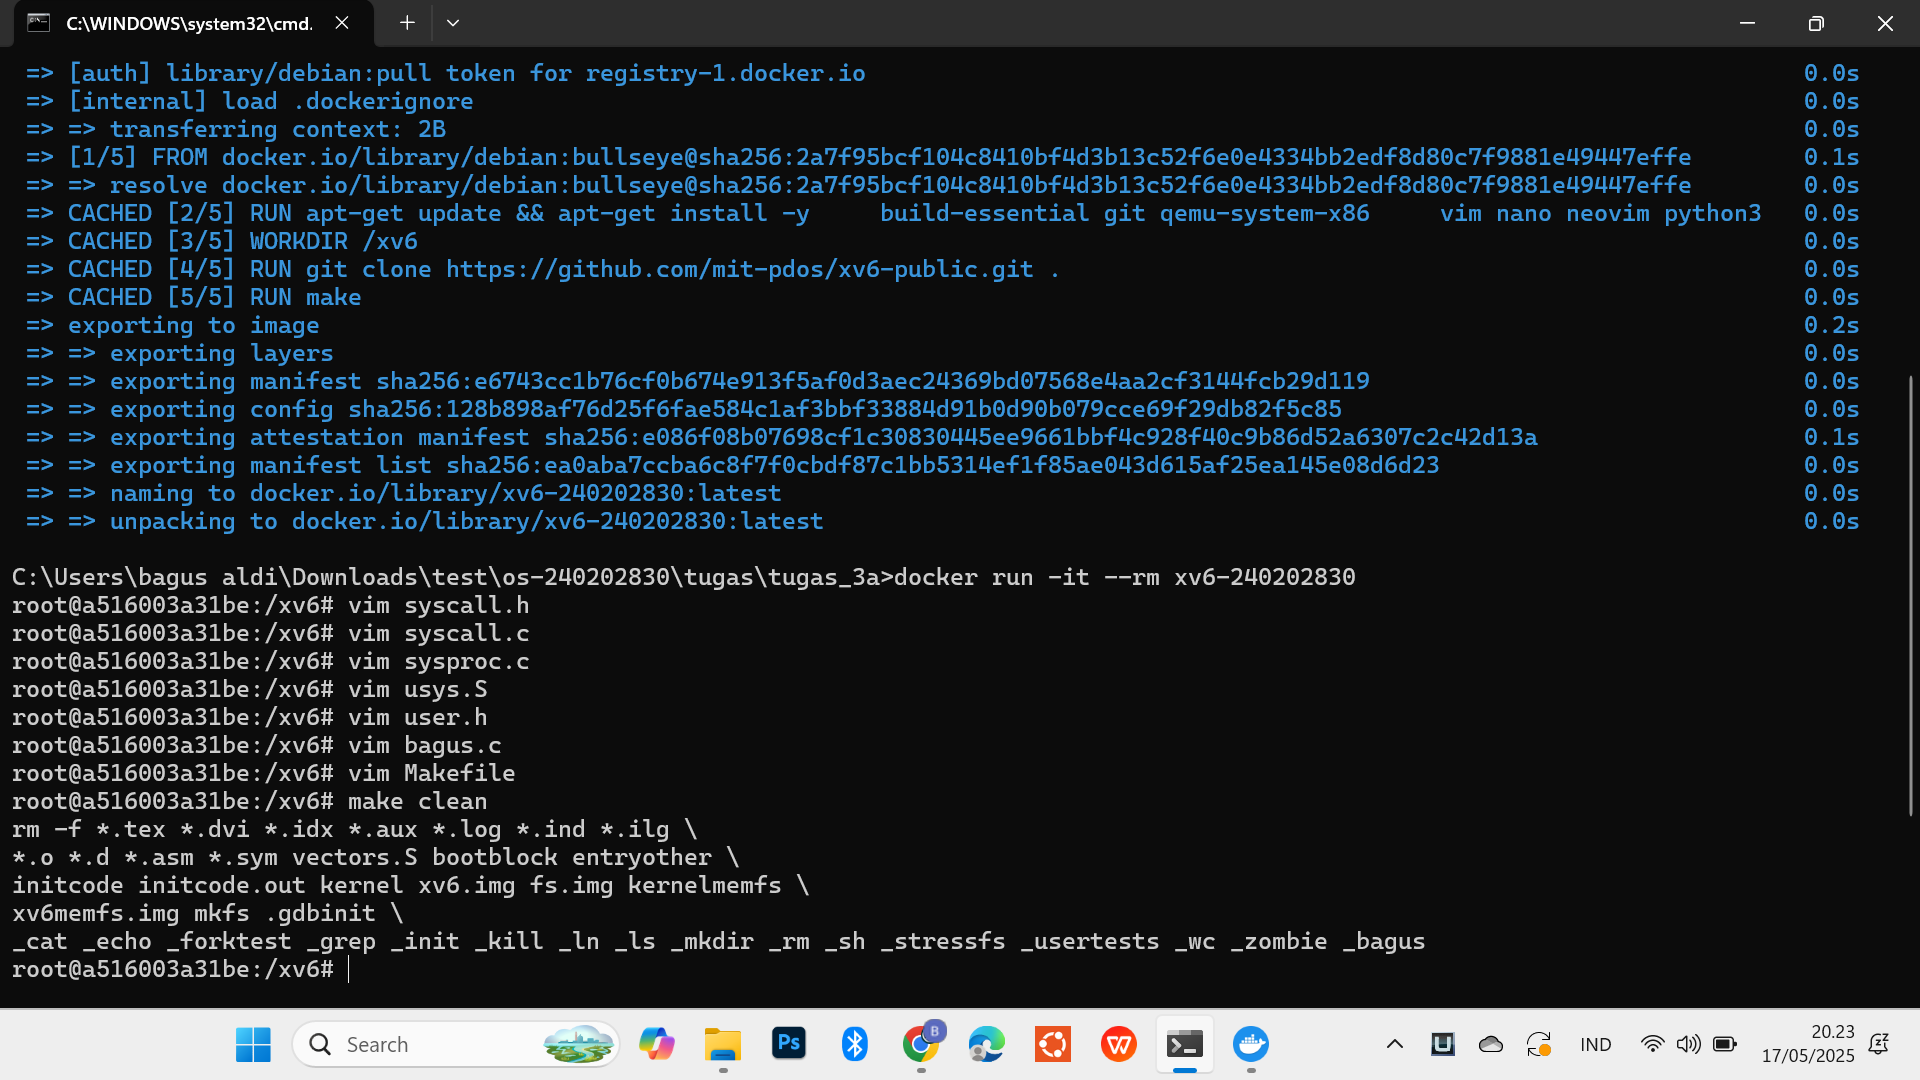 C:\WINDOWS\system32\cmd.
=> [auth] library/debian:pull token for registry-1.docker.io 0.0s
=> [internal] load .dockerignore 0.0s
=> => transferring context: 2B 0.0s
=> [1/5] FROM docker.io/library/debian:bullseye@sha256:2a7f95bcf104c8410bf4d3b13c52f6e0e4334bb2edf8d80c7f9881e49447effe 0.1s
=> => resolve docker.io/library/debian:bullseye@sha256:2a7f95bcf104c8410bf4d3b13c52f6e0e4334bb2edf8d80c7f9881e49447effe 0.0s
=> CACHED [2/5] RUN apt-get update && apt-get install -y     build-essential git qemu-system-x86     vim nano neovim python3 0.0s
=> CACHED [3/5] WORKDIR /xv6 0.0s
=> CACHED [4/5] RUN git clone https://github.com/mit-pdos/xv6-public.git . 0.0s
=> CACHED [5/5] RUN make 0.0s
=> exporting to image 0.2s
=> => exporting layers 0.0s
=> => exporting manifest sha256:e6743cc1b76cf0b674e913f5af0d3aec24369bd07568e4aa2cf3144fcb29d119 0.0s
=> => exporting config sha256:128b898af76d25f6fae584c1af3bbf33884d91b0d90b079cce69f29db82f5c85 0.0s
=> => exporting attestation manifest sha256:e086f08b07698cf1c30830445ee9661bbf4c928f40c9b86d52a6307c2c42d13a 0.1s
=> => exporting manifest list sha256:ea0aba7ccba6c8f7f0cbdf87c1bb5314ef1f85ae043d615af25ea145e08d6d23 0.0s
=> => naming to docker.io/library/xv6-240202830:latest 0.0s
=> => unpacking to docker.io/library/xv6-240202830:latest 0.0s
C:\Users\bagus aldi\Downloads\test\os-240202830\tugas\tugas_3a>docker run -it --rm xv6-240202830
root@a516003a31be:/xv6# vim syscall.h
root@a516003a31be:/xv6# vim syscall.c
root@a516003a31be:/xv6# vim sysproc.c
root@a516003a31be:/xv6# vim usys.S
root@a516003a31be:/xv6# vim user.h
root@a516003a31be:/xv6# vim bagus.c
root@a516003a31be:/xv6# vim Makefile
root@a516003a31be:/xv6# make clean
rm -f *.tex *.dvi *.idx *.aux *.log *.ind *.ilg \
*.o *.d *.asm *.sym vectors.S bootblock entryother \
initcode initcode.out kernel xv6.img fs.img kernelmemfs \
xv6memfs.img mkfs .gdbinit \
_cat _echo _forktest _grep _init _kill _ln _ls _mkdir _rm _sh _stressfs _usertests _wc _zombie _bagus
root@a516003a31be:/xv6#
Search
Ps
B
W
U
IND
20.23
17/05/2025